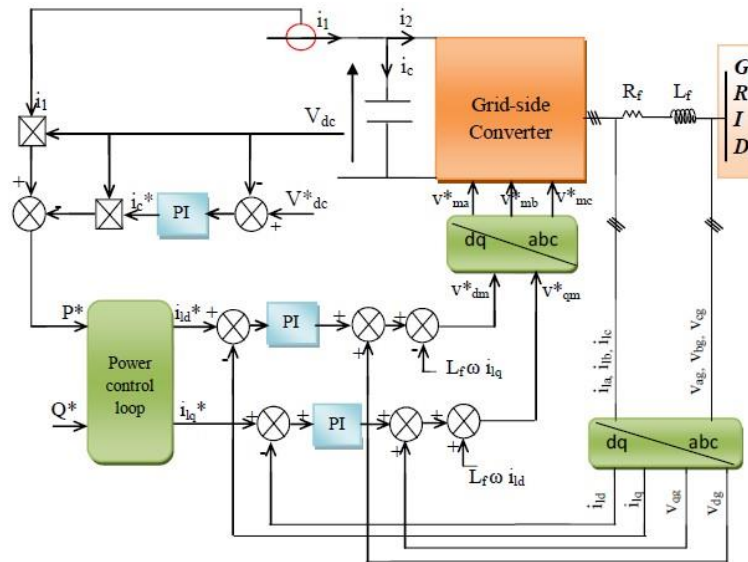 i1
i2
ic
Vdc
i1
+
-
ic*
PI
-
+
V*dc
Grid-side
Converter
Rf
Lf
G
R
I
D
V*ma
V*mb
V*mc
dq
abc
V*dm
V*qm
P*
Q*
Power
control
loop
ild*
+
-
PI
+
+
+
-
Lfω ilq
ilq*
+
-
+
PI
+
+
+
+
+
Lfω ild
ila, ilb, ilc
vag, vbg, vcg
dq
abc
ild
ilq
vqg
vdg